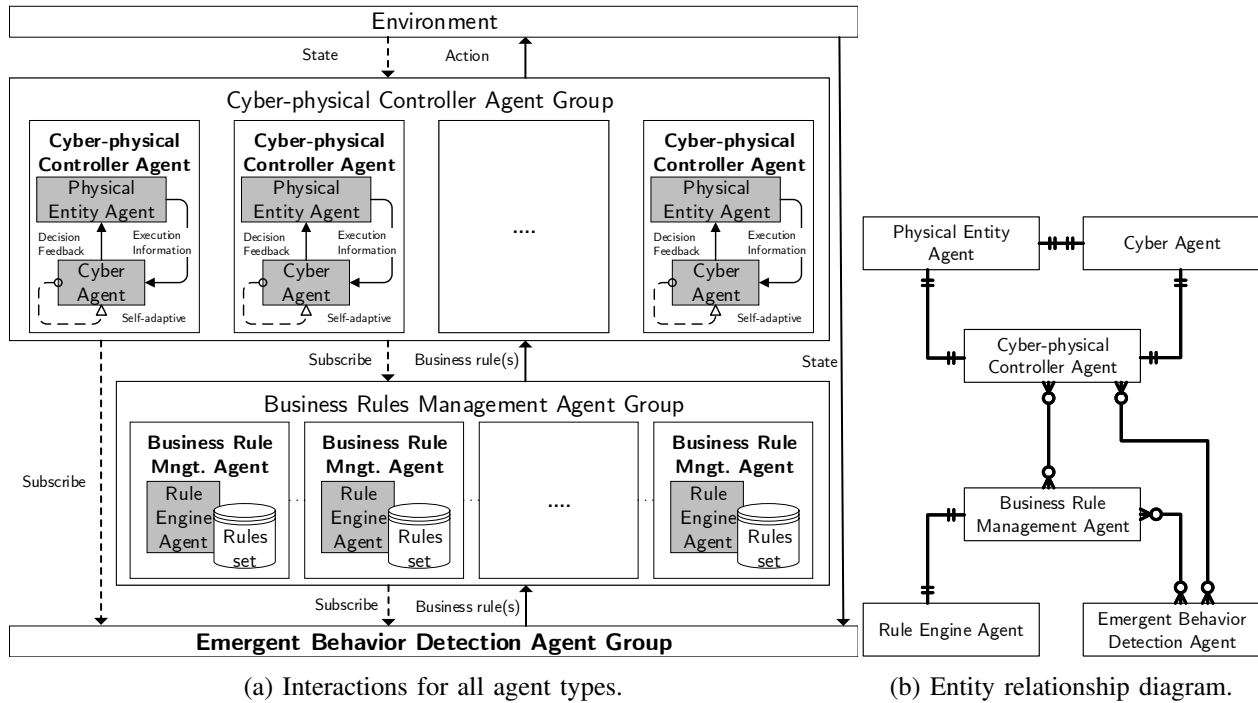 Environment
State
Action
Cyber-physical Controller Agent Group
Cyber-physical
Controller Agent
Physical
Entity Agent
Decision
Feedback
Execution
Information
Cyber
Agent
Self-adaptive
Cyber-physical
Controller Agent
Physical
Entity Agent
Decision
Feedback
Execution
Information
Cyber
Agent
Self-adaptive
....
Cyber-physical
Controller Agent
Physical
Entity Agent
Decision
Feedback
Execution
Information
Cyber
Agent
Self-adaptive
Subscribe
Business rule(s)
State
Business Rules Management Agent Group
Business Rule
Mngt. Agent
Rule
Engine
Agent
Rules
set
Business Rule
Mngt. Agent
Rule
Engine
Agent
Rules
set
....
Business Rule
Mngt. Agent
Rule
Engine
Agent
Rules
set
Subscribe
Subscribe
Business rule(s)
Emergent Behavior Detection Agent Group
(a) Interactions for all agent types.
Physical Entity
Agent
Cyber Agent
Cyber-physical
Controller Agent
Business Rule
Management Agent
Rule Engine Agent
Emergent Behavior
Detection Agent
(b) Entity relationship diagram.